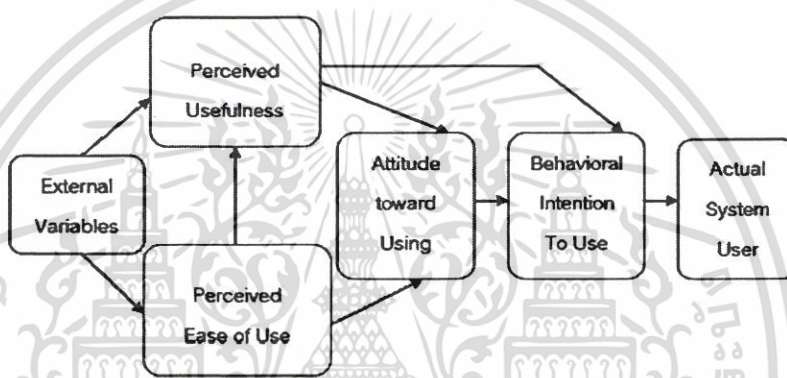 Perceived
Usefulness
External
Variables
Perceived
Ease of Use
Attitude
toward
Using
Behavioral
Intention
To Use
Actual
System
User